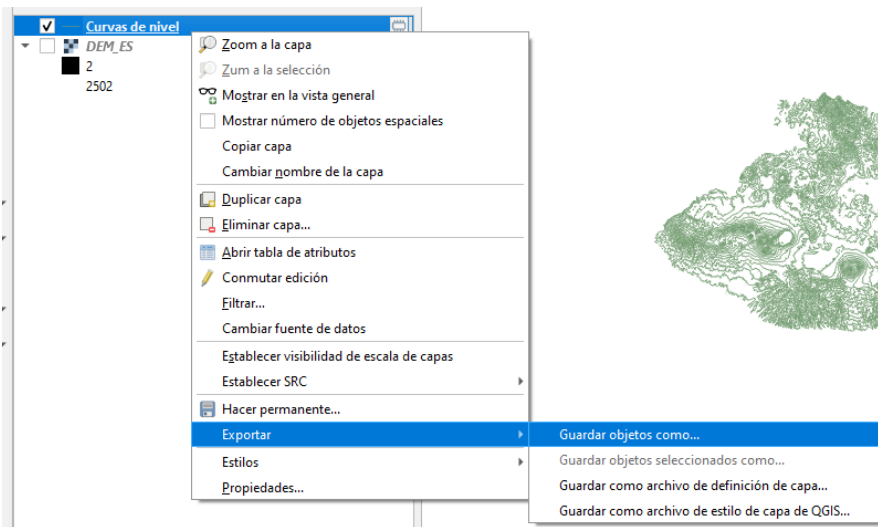 Curvas de nivel
DEM_ES
2
2502
Zoom a la capa
Zum a la selección
Mostrar en la vista general
Mostrar número de objetos espaciales
Copiar capa
Cambiar nombre de la capa
Duplicar capa
Eliminar capa...
Abrir tabla de atributos
Conmutar edición
Filtrar...
Cambiar fuente de datos
Establecer visibilidad de escala de capas
Establecer SRC
Hacer permanente...
Exportar
Estilos
Propiedades...
Guardar objetos como...
Guardar objetos seleccionados como...
Guardar como archivo de definición de capa...
Guardar como archivo de estilo de capa de QGIS...